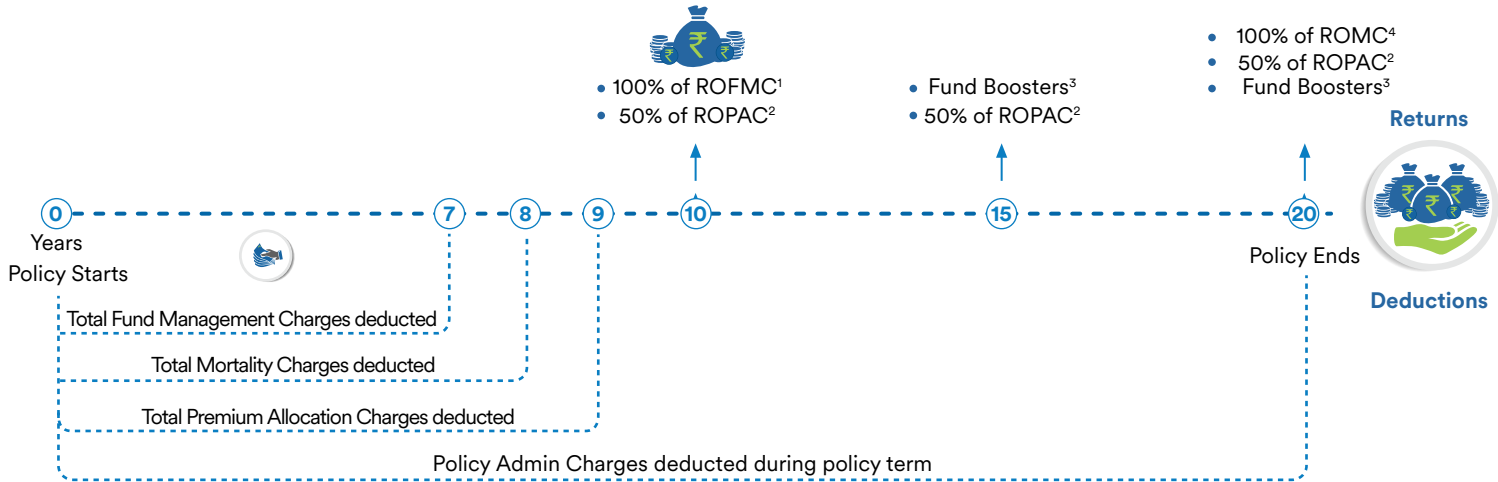 • 100% of ROFMC¹
• 50% of ROPAC²
• Fund Boosters³
• 50% of ROPAC²
• 100% of ROMC⁴
• 50% of ROPAC²
• Fund Boosters³
Returns
0 7 8 9 10 15 20
Years
Policy Starts
Policy Ends
Deductions
Total Fund Management Charges deducted
Total Mortality Charges deducted
Total Premium Allocation Charges deducted
Policy Admin Charges deducted during policy term